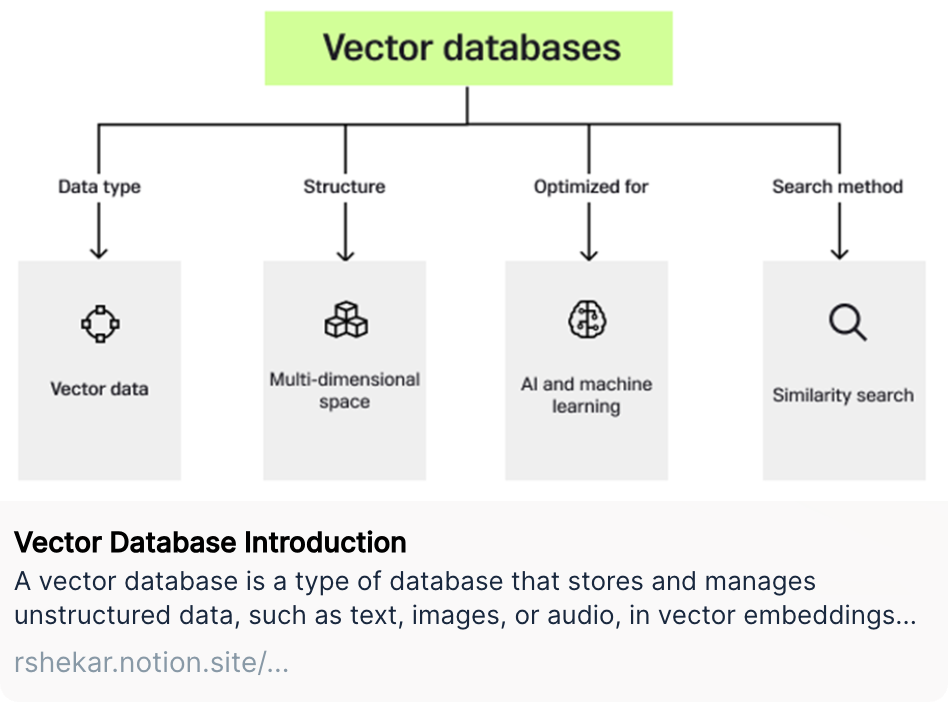 Vector databases
Data type
Structure
Optimized for
Search method
Vector data
Multi-dimensional
space
AI and machine
learning
Similarity search
Vector Database Introduction
A vector database is a type of database that stores and manages
unstructured data, such as text, images, or audio, in vector embeddings...
rshekar.notion.site/...